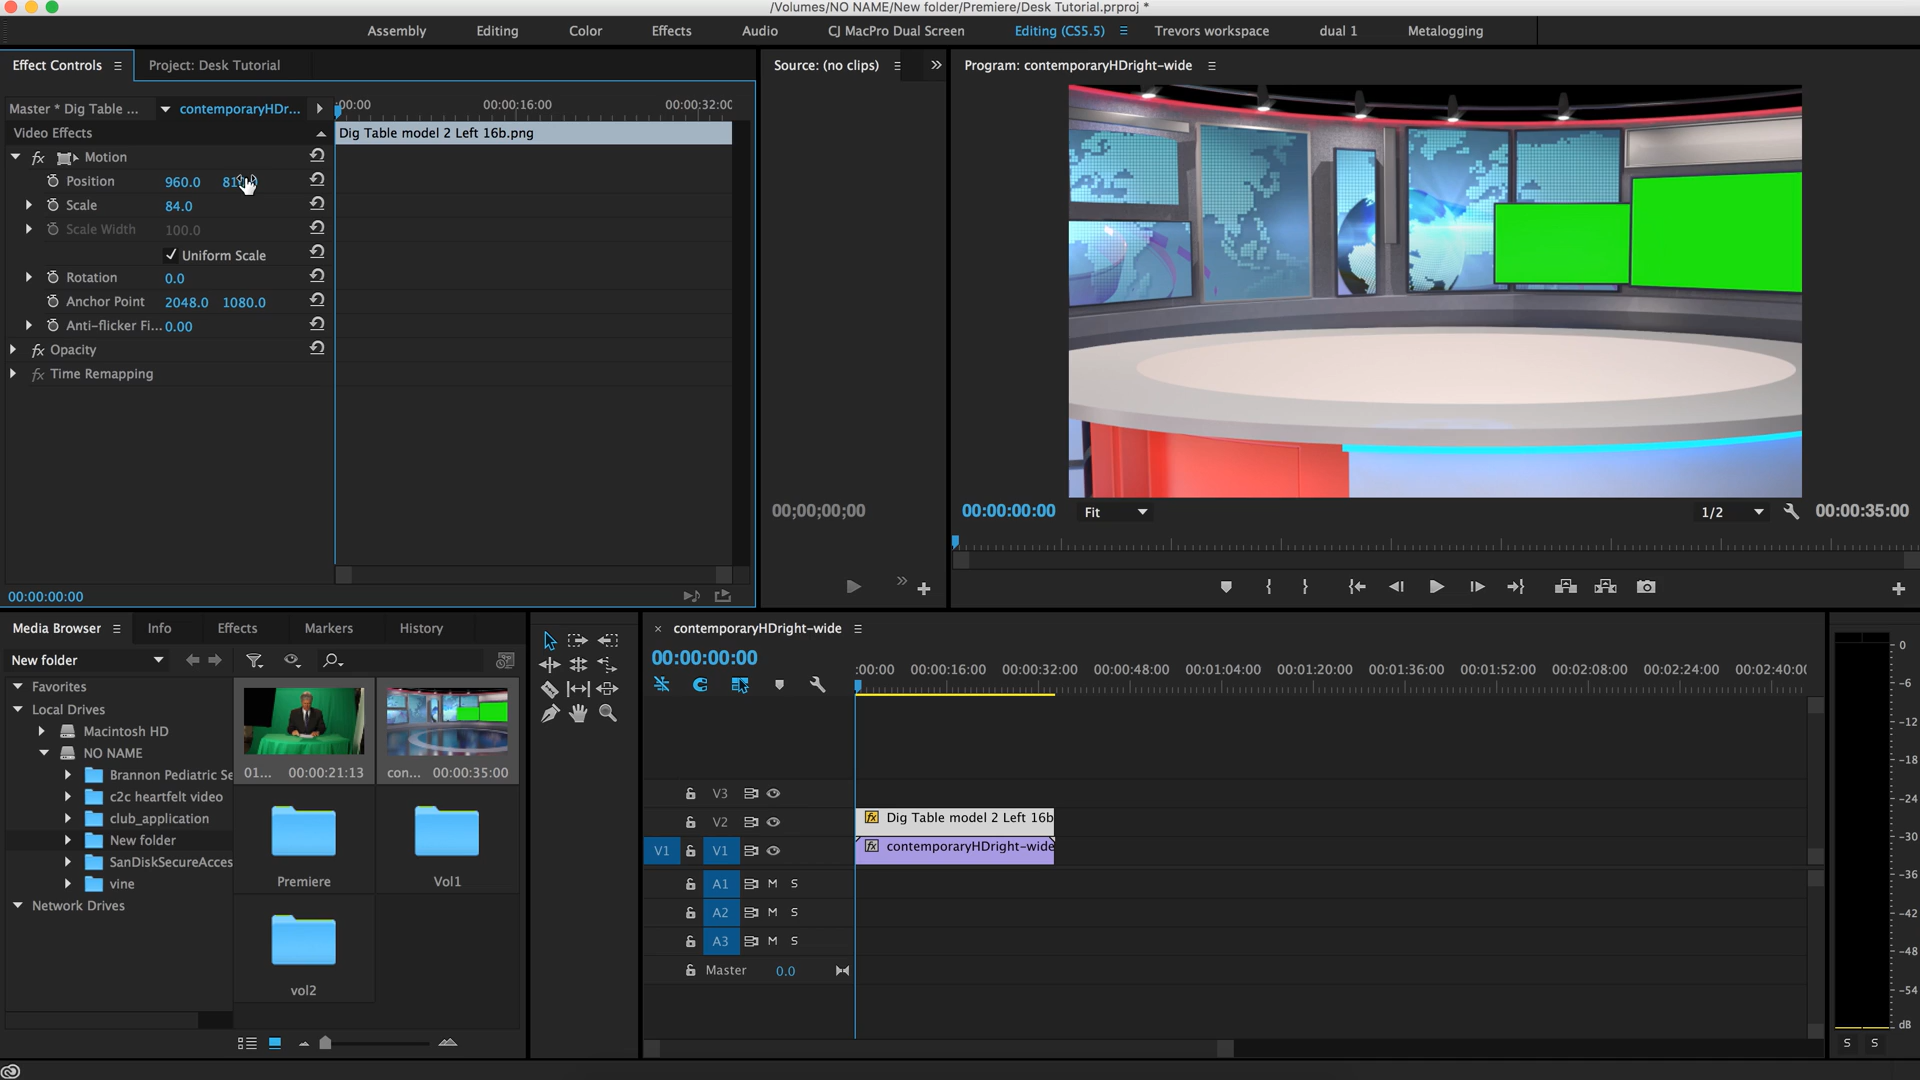 /Volumes/NO NAME/New folder/Premiere/Desk Tutorial.prproj *
Assembly Editing Color Effects Audio CJ MacPro Dual Screen Editing (CS5.5) Trevors workspace dual 1 Metalogging
Effect Controls Project: Desk Tutorial
Source: (no clips)
Program: contemporaryHDright-wide
Master * Dig Table ... contemporaryHDr...
:00:00 00:00:16:00 00:00:32:00
Video Effects
Dig Table model 2 Left 16b.png
fx Motion
Position 960.0
Scale 84.0
Scale Width 100.0
Uniform Scale
Rotation 0.0
Anchor Point 2048.0 1080.0
Anti-flicker Fi... 0.00
fx Opacity
fx Time Remapping
00:00:00:00
00;00;00;00
00:00:00:00 Fit 1/2 00:00:35:00
Media Browser Info Effects Markers History
New folder
Favorites
Local Drives
Macintosh HD
NO NAME
Brannon Pediatric Se
c2c heartfelt video
club_application
New folder
SanDiskSecureAcces
vine
Network Drives
01... 00:00:21:13
con... 00:00:35:00
Premiere
Vol1
vol2
× contemporaryHDright-wide
00:00:00:00
:00:00 00:00:16:00 00:00:32:00 00:00:48:00 00:01:04:00 00:01:20:00 00:01:36:00 00:01:52:00 00:02:08:00 00:02:24:00 00:02:40:00
V3
V2
fx Dig Table model 2 Left 16b
V1 V1
fx contemporaryHDright-wide
A1 M S
A2 M S
A3 M S
Master 0.0
0
-6
-12
-18
-24
-30
-36
-42
-48
-54
dB
S S